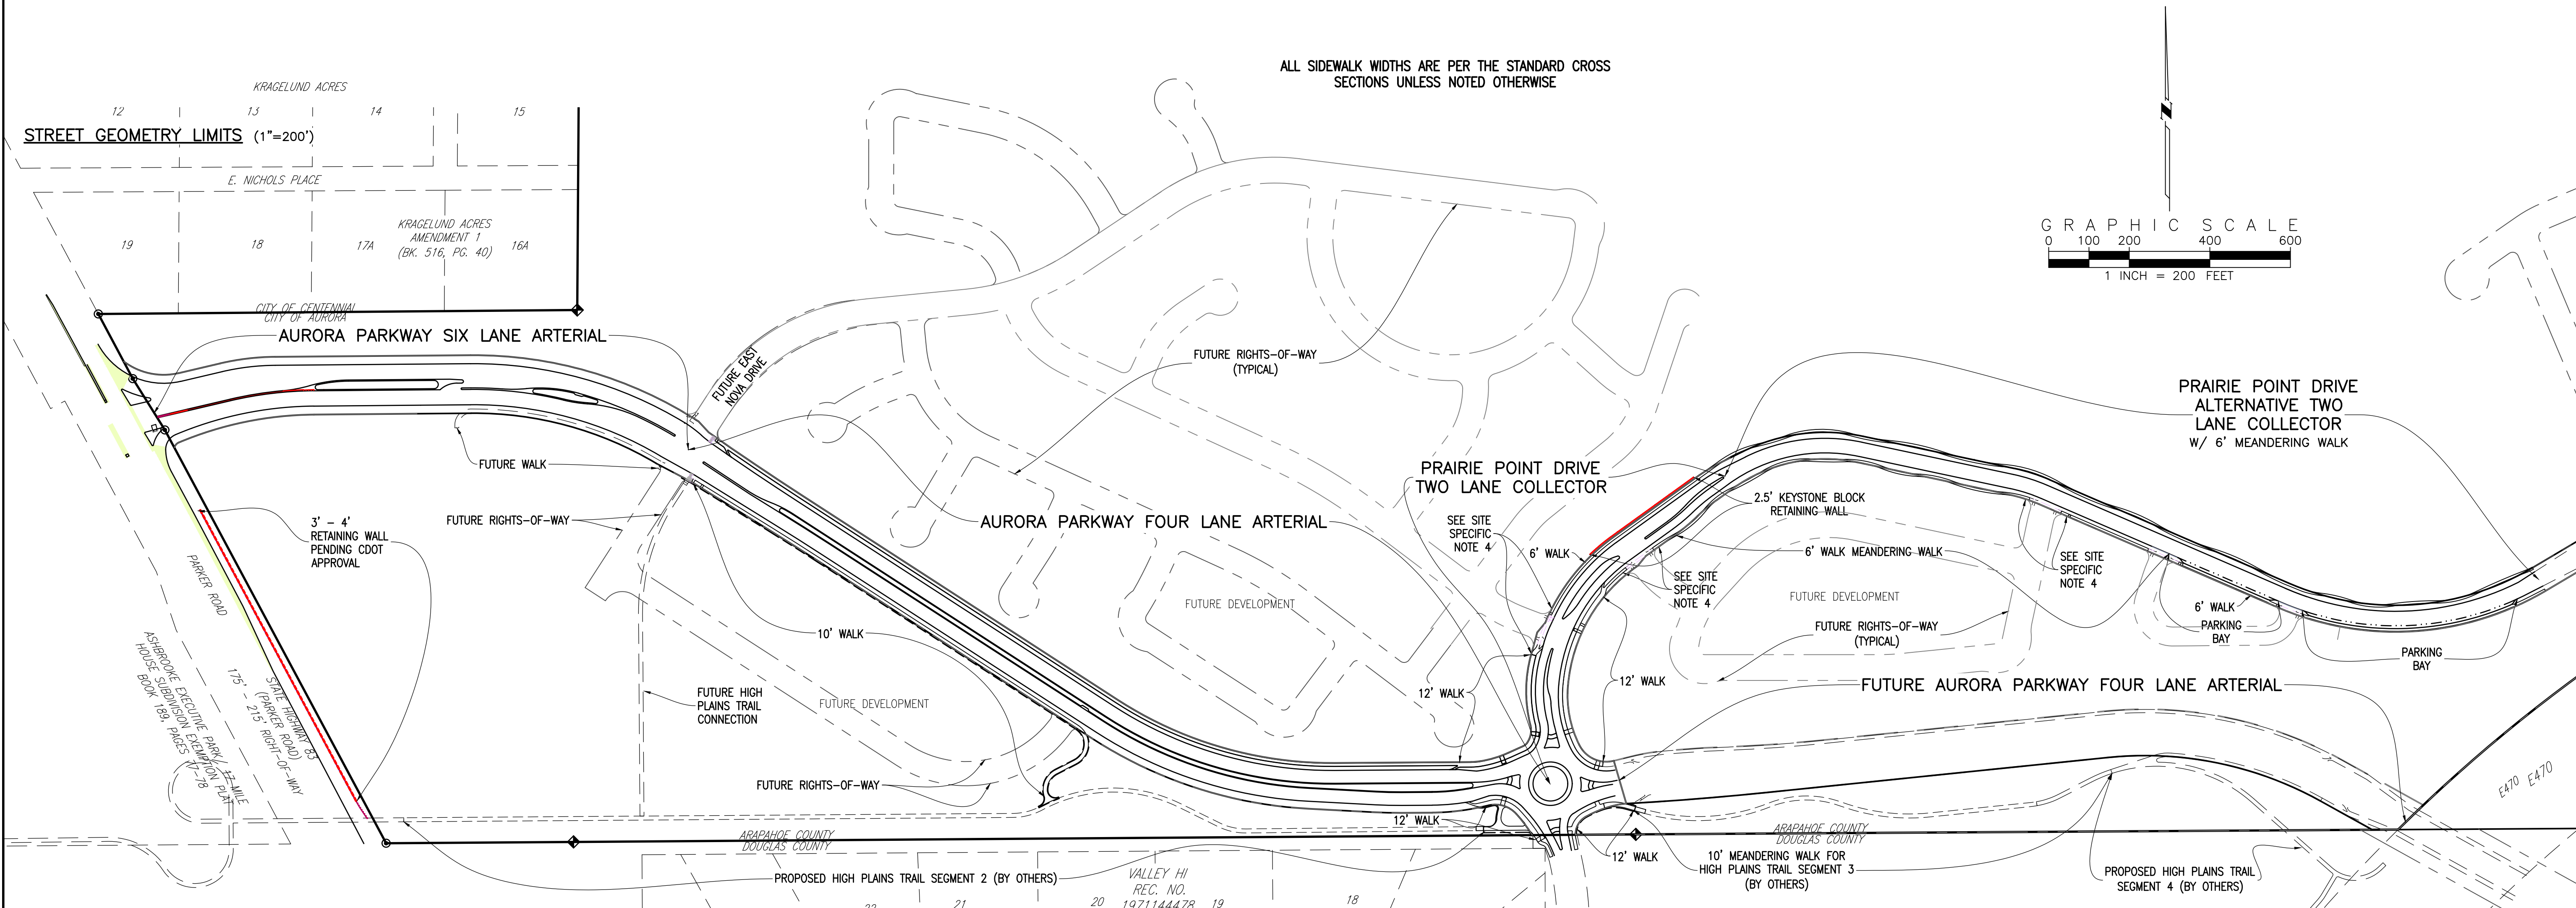 ALL SIDEWALK WIDTHS ARE PER THE STANDARD CROSS
SECTIONS UNLESS NOTED OTHERWISE
KRAGELUND ACRES
12
13
14
15
STREET GEOMETRY LIMITS (1"=200')
E. NICHOLS PLACE
KRAGELUND ACRES
AMENDMENT 1
(BK. 516, PG. 40)
19
18
17A
16A
N
GRAPHIC SCALE
0 100 200 400 600
1 INCH = 200 FEET
CITY OF CENTENNIAL
CITY OF AURORA
AURORA PARKWAY SIX LANE ARTERIAL
FUTURE EAST
NOVA DRIVE
FUTURE RIGHTS-OF-WAY
(TYPICAL)
PRAIRIE POINT DRIVE
ALTERNATIVE TWO
LANE COLLECTOR
W/ 6' MEANDERING WALK
FUTURE WALK
PRAIRIE POINT DRIVE
TWO LANE COLLECTOR
2.5' KEYSTONE BLOCK
RETAINING WALL
3' - 4'
RETAINING WALL
PENDING CDOT
APPROVAL
FUTURE RIGHTS-OF-WAY
AURORA PARKWAY FOUR LANE ARTERIAL
SEE SITE
SPECIFIC
NOTE 4
6' WALK
6' WALK MEANDERING WALK
SEE SITE
SPECIFIC
NOTE 4
SEE SITE
SPECIFIC
NOTE 4
PARKER ROAD
FUTURE DEVELOPMENT
FUTURE DEVELOPMENT
6' WALK
PARKING
BAY
10' WALK
FUTURE RIGHTS-OF-WAY
(TYPICAL)
PARKING
BAY
ASHBROOKE EXECUTIVE PARK/ 17-MILE
HOUSE SUBDIVISION EXEMPTION PLAT
BOOK 189, PAGES 77-78
STATE HIGHWAY 83
(PARKER ROAD)
175' - 215' RIGHT-OF-WAY
FUTURE HIGH
PLAINS TRAIL
CONNECTION
FUTURE DEVELOPMENT
12' WALK
12' WALK
FUTURE AURORA PARKWAY FOUR LANE ARTERIAL
FUTURE RIGHTS-OF-WAY
E470 E470
12' WALK
ARAPAHOE COUNTY
DOUGLAS COUNTY
ARAPAHOE COUNTY
DOUGLAS COUNTY
12' WALK
10' MEANDERING WALK FOR
HIGH PLAINS TRAIL SEGMENT 3
(BY OTHERS)
PROPOSED HIGH PLAINS TRAIL SEGMENT 2 (BY OTHERS)
PROPOSED HIGH PLAINS TRAIL
SEGMENT 4 (BY OTHERS)
VALLEY HI
REC. NO.
1971144478
22
21
20
19
18